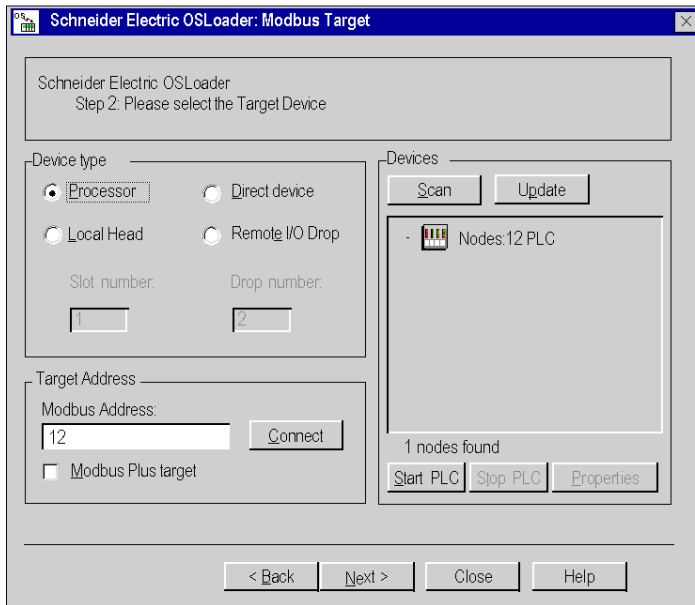 OS
Schneider Electric OSLoader: Modbus Target
Schneider Electric OSLoader
Step 2: Please select the Target Device
Device type
Processor
Direct device
Local Head
Remote I/O Drop
Slot number:
Drop number:
1
2
Target Address
Modbus Address:
12
Connect
Modbus Plus target
Devices
Scan
Update
- Nodes:12 PLC
1 nodes found
Start PLC
Stop PLC
Properties
< Back
Next >
Close
Help